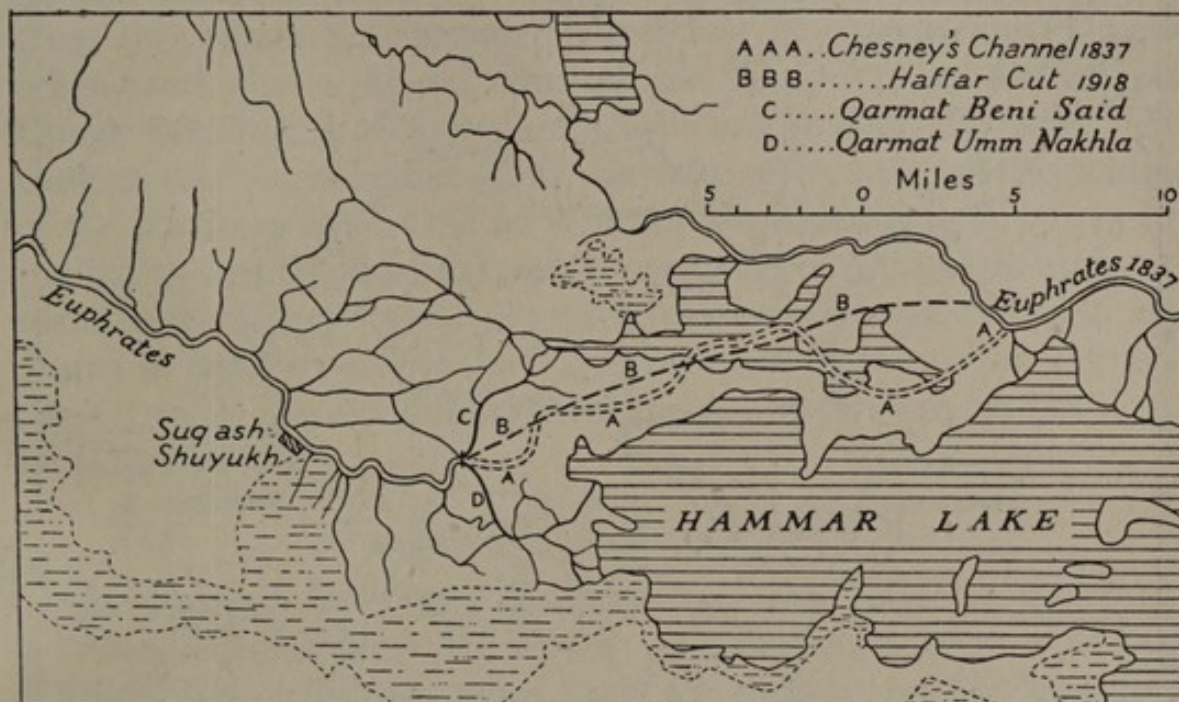 A A A..Chesney's Channel 1837
B B B.......Haffar Cut 1918
C.....Qarmat Beni Said
D.....Qarmat Umm Nakhla
Miles
5 0 5 10
Euphrates 1837
Euphrates
B
A
B
A
A
C
B
Suq ash
Shuyukh
A
D
HAMMAR LAKE